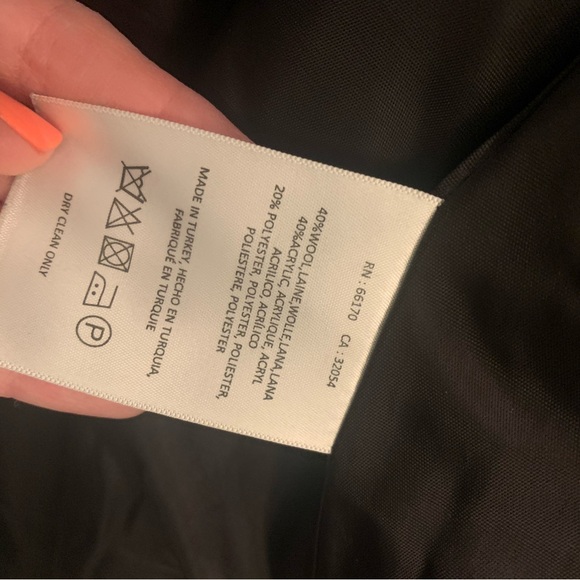 RN : 66170 CA : 32054
40%WOOL,LAINE,WOLLE,LANA,LANA
40%ACRYLIC, ACRYLIQUE, ACRYL
ACRILICO, ACRÍLICO
20% POLYESTER, POLYESTER,
POLIESTERE, POLIESTER,
POLYESTER
MADE IN TURKEY, HECHO EN TURQUIA,
FABRIQUÉ EN TURQUIE
P
DRY CLEAN ONLY